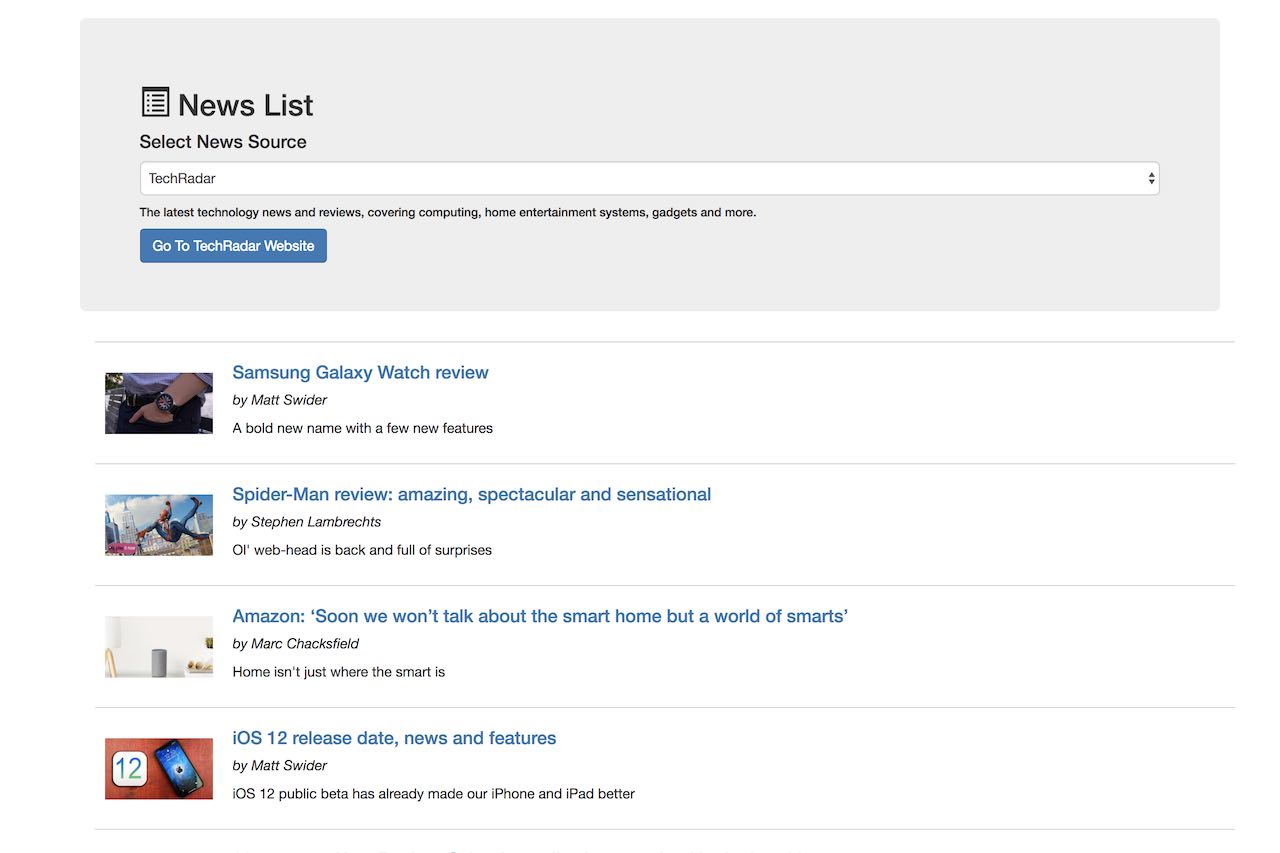 News List
Select News Source
TechRadar
The latest technology news and reviews, covering computing, home entertainment systems, gadgets and more.
Go To TechRadar Website
Samsung Galaxy Watch review
by Matt Swider
A bold new name with a few new features
Spider-Man review: amazing, spectacular and sensational
by Stephen Lambrechts
Ol' web-head is back and full of surprises
Amazon: ‘Soon we won’t talk about the smart home but a world of smarts’
by Marc Chacksfield
Home isn't just where the smart is
12
iOS 12 release date, news and features
by Matt Swider
iOS 12 public beta has already made our iPhone and iPad better